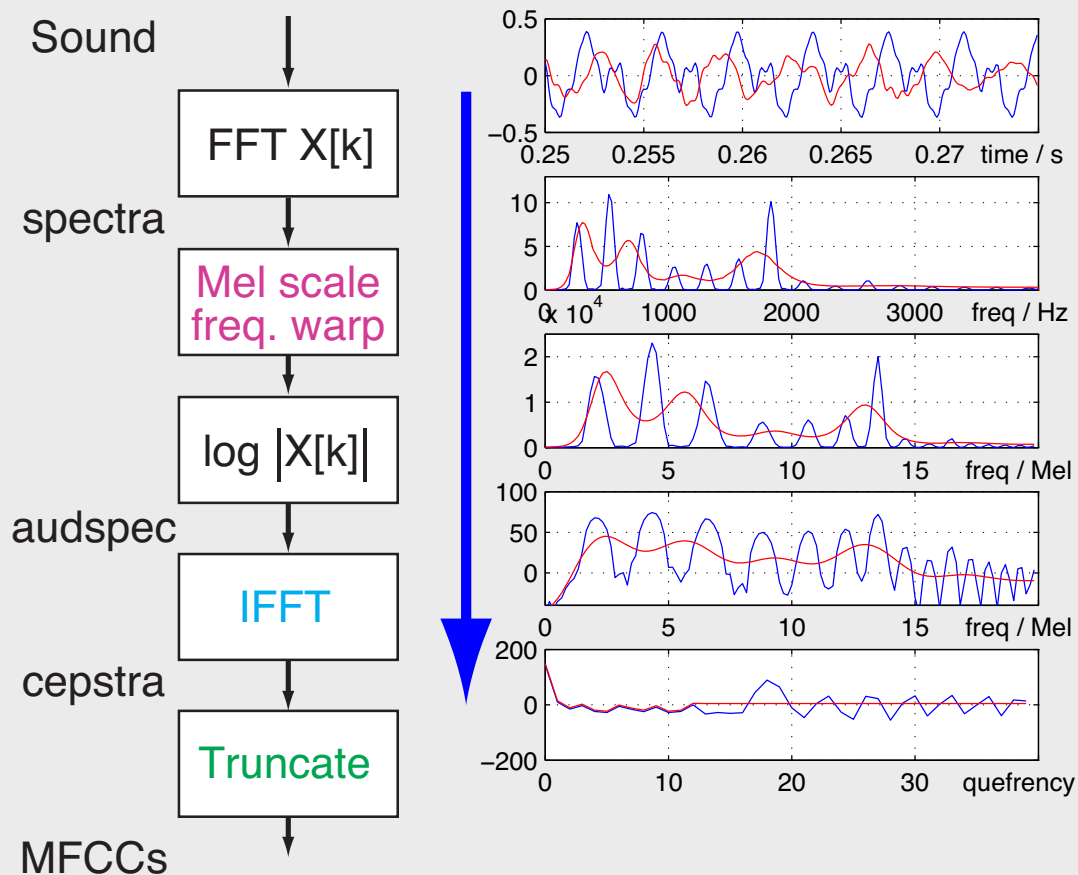 Sound
FFT X[k]
spectra
Mel scale
freq. warp
log |X[k]|
audspec
IFFT
cepstra
Truncate
MFCCs
0.5
0
−0.5
0.25 0.255 0.26 0.265 0.27 time / s
10
5
0
0 1000 2000 3000 freq / Hz
x 10^4
2
1
0
0 5 10 15 freq / Mel
100
50
0
0 5 10 15 freq / Mel
200
0
−200
0 10 20 30 quefrency